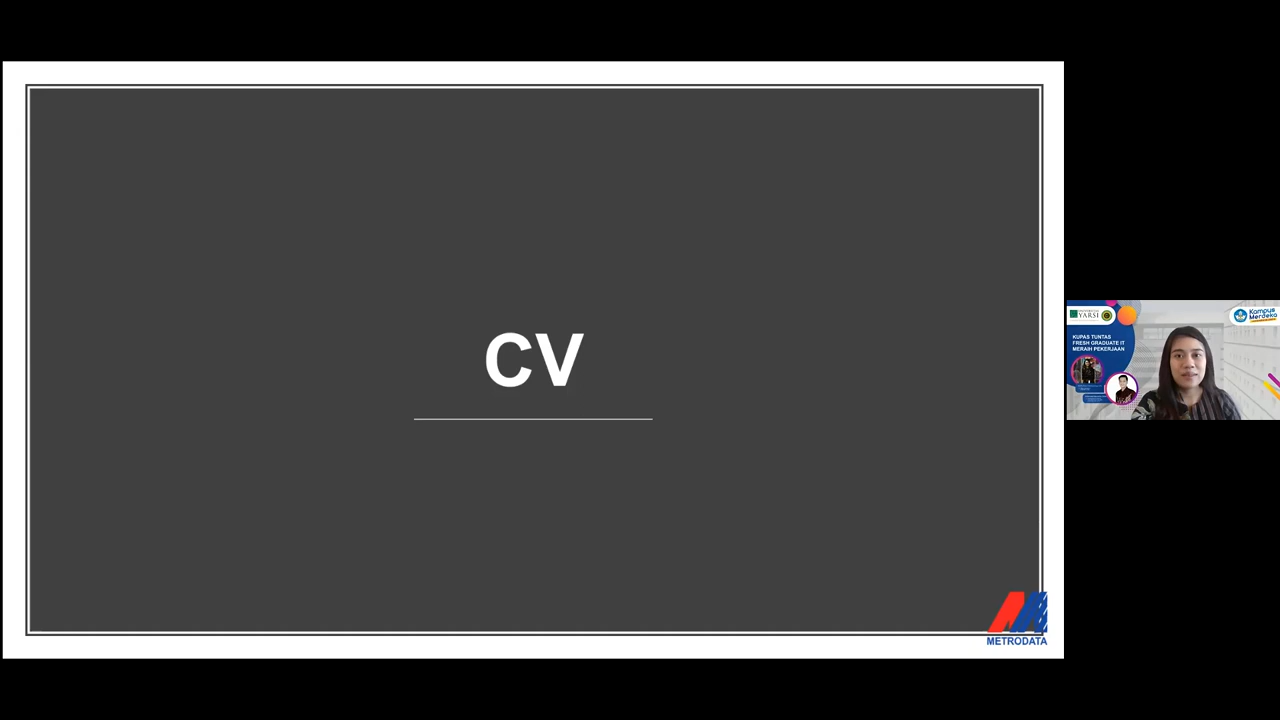 CV
METRODATA
YARSI
Kampus
Merdeka
KUPAS TUNTAS
FRESH GRADUATE IT
MERAIH PEKERJAAN